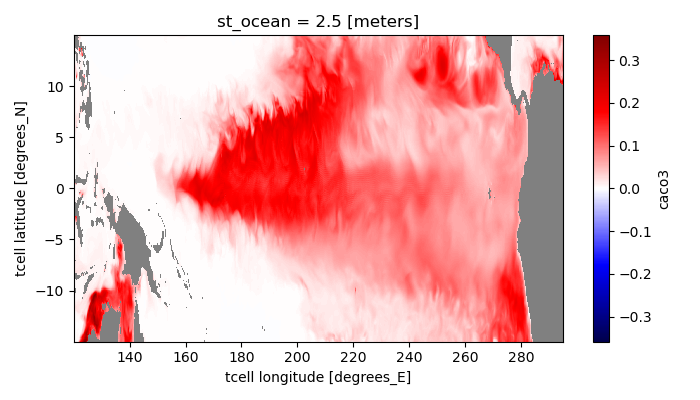 st_ocean = 2.5 [meters]
10
5
0
−5
−10
tcell latitude [degrees_N]
140 160 180 200 220 240 260 280
tcell longitude [degrees_E]
0.3
0.2
0.1
0.0
−0.1
−0.2
−0.3
caco3